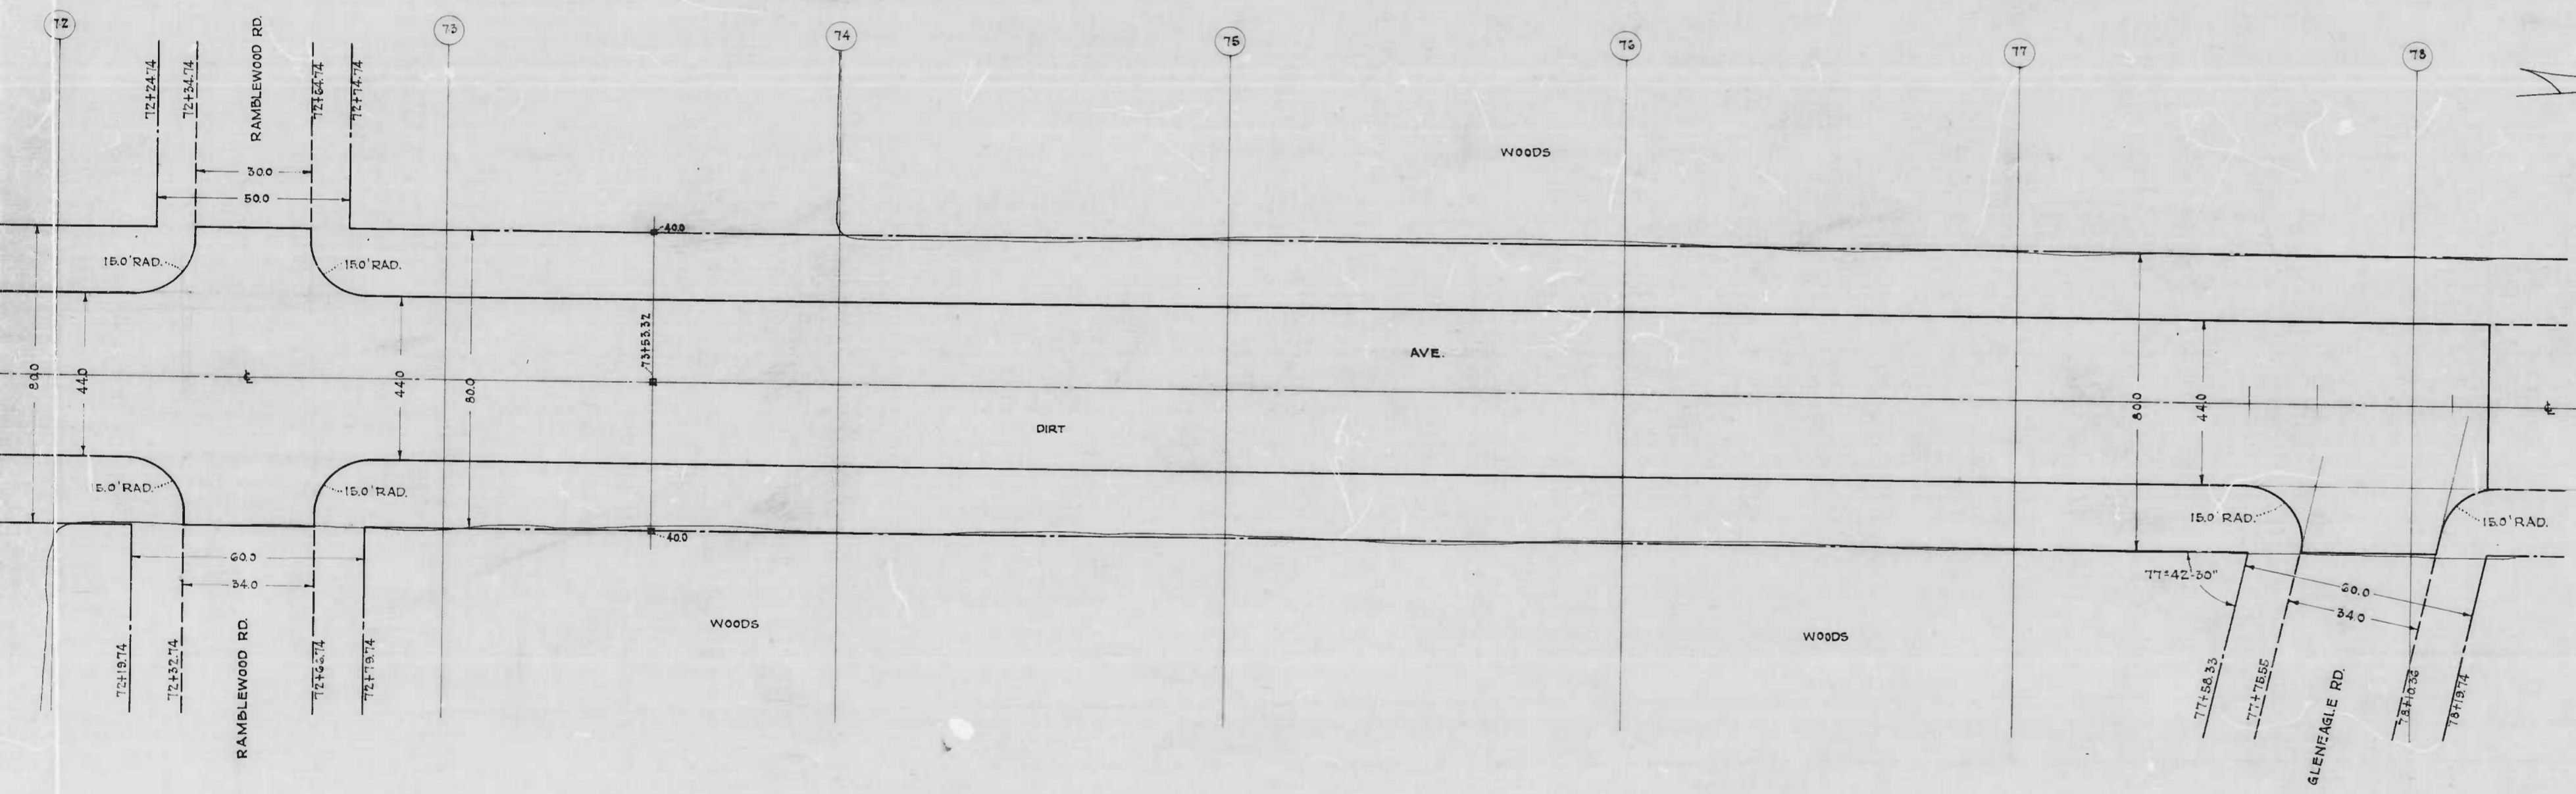 72
73
74
75
76
77
78
72+24.74
72+34.74
RAMBLEWOOD RD.
72+64.74
72+74.74
30.0
50.0
WOODS
40.0
15.0' RAD.
15.0' RAD.
80.0
44.0
℄
44.0
80.0
73+53.32
AVE.
DIRT
80.0
44.0
℄
15.0' RAD.
15.0' RAD.
15.0' RAD.
15.0' RAD.
40.0
60.0
34.0
72+19.74
72+32.74
RAMBLEWOOD RD.
72+66.74
72+79.74
WOODS
WOODS
77°-42'-30"
60.0
34.0
77+58.33
77+75.55
GLENEAGLE RD.
78+10.36
78+19.74